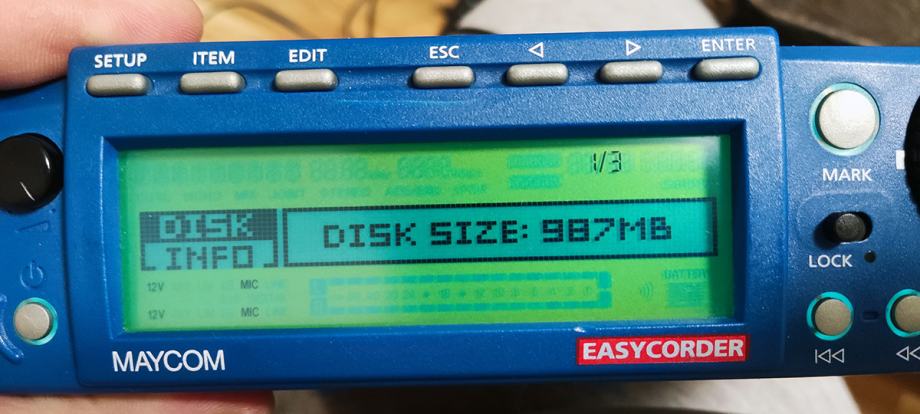 SETUP ITEM EDIT ESC ENTER
1/3
DISK
INFO
DISK SIZE: 987MB
MARK
LOCK
12V MIC
12V MIC
MAYCOM
EASYCORDER